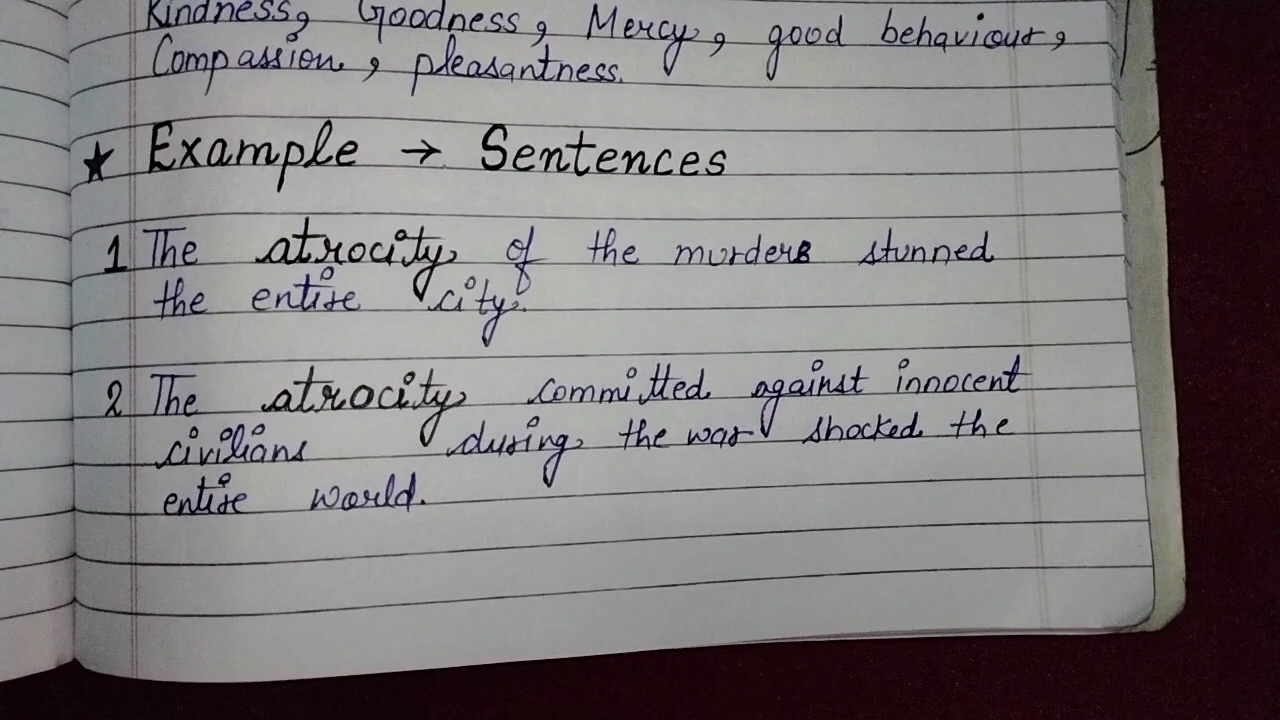 Kindness, Goodness, Mercy, good behaviour,
Compassion, pleasantness.
★ Example → Sentences
1 The atrocity of the murders stunned
the entire city.
2 The atrocity committed against innocent
civilians during the war shocked the
entire world.